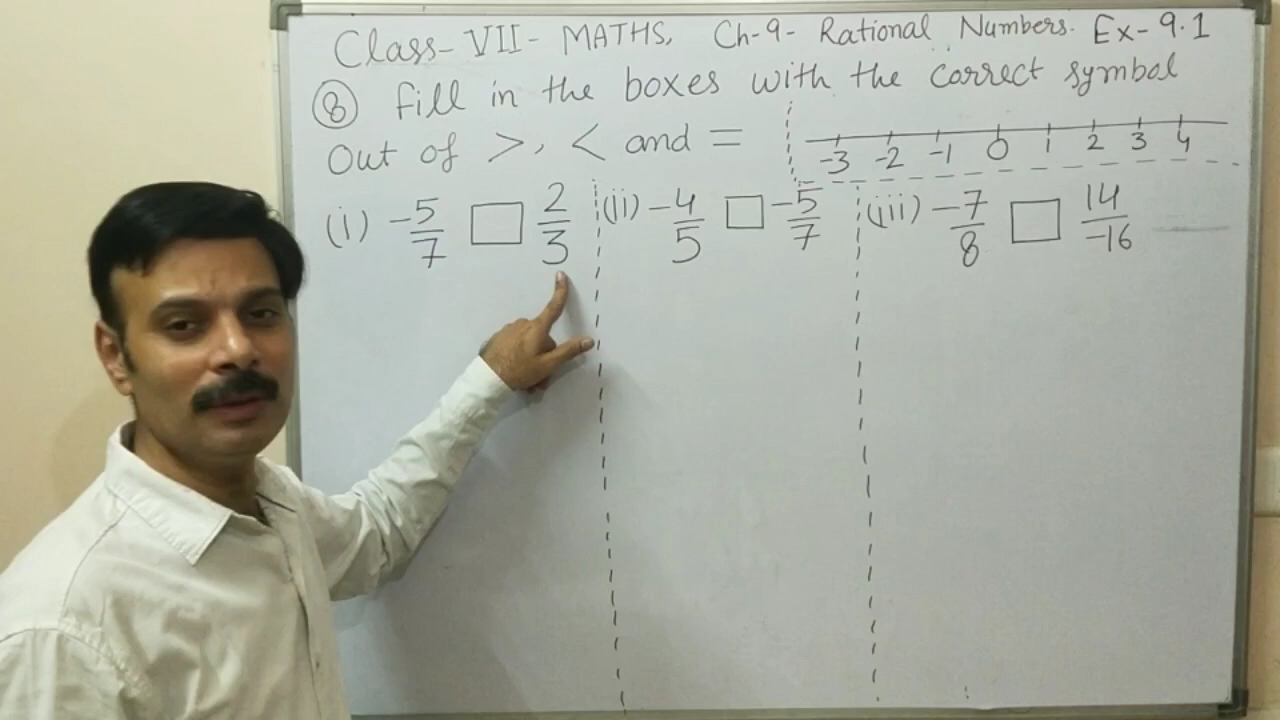 Class-VII-MATHS, Ch-9-Rational Numbers. Ex-9.1
⑧ Fill in the boxes with the correct symbol
Out of >, < and =
-3 -2 -1 0 1 2 3 4
(i) -5/7 □ 2/3 (ii) -4/5 □ -5/7 (iii) -7/8 □ 14/-16